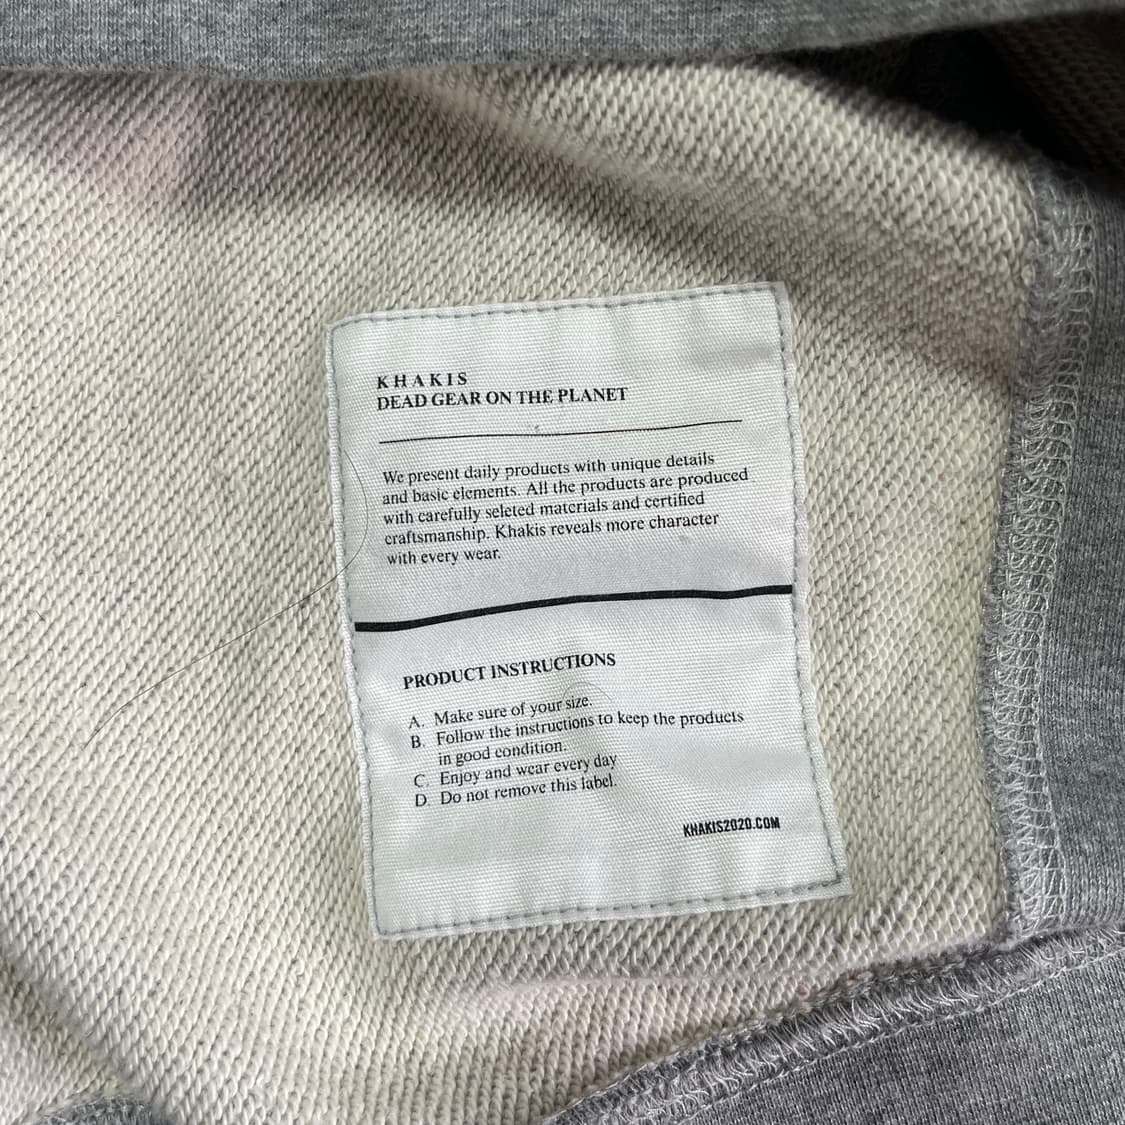 KHAKIS
DEAD GEAR ON THE PLANET
We present daily products with unique details
and basic elements. All the products are produced
with carefully seleted materials and certified
craftsmanship. Khakis reveals more character
with every wear.
PRODUCT INSTRUCTIONS
A. Make sure of your size.
B. Follow the instructions to keep the products
in good condition.
C. Enjoy and wear every day
D. Do not remove this label.
KHAKIS2020.COM